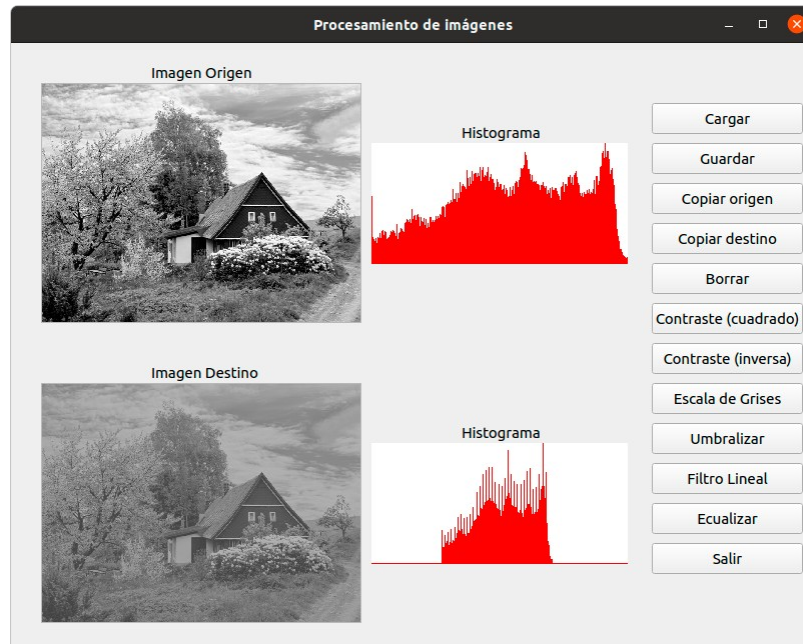 Procesamiento de imágenes
Imagen Origen
Histograma
Cargar
Guardar
Copiar origen
Copiar destino
Borrar
Contraste (cuadrado)
Contraste (inversa)
Imagen Destino
Escala de Grises
Histograma
Umbralizar
Filtro Lineal
Ecualizar
Salir